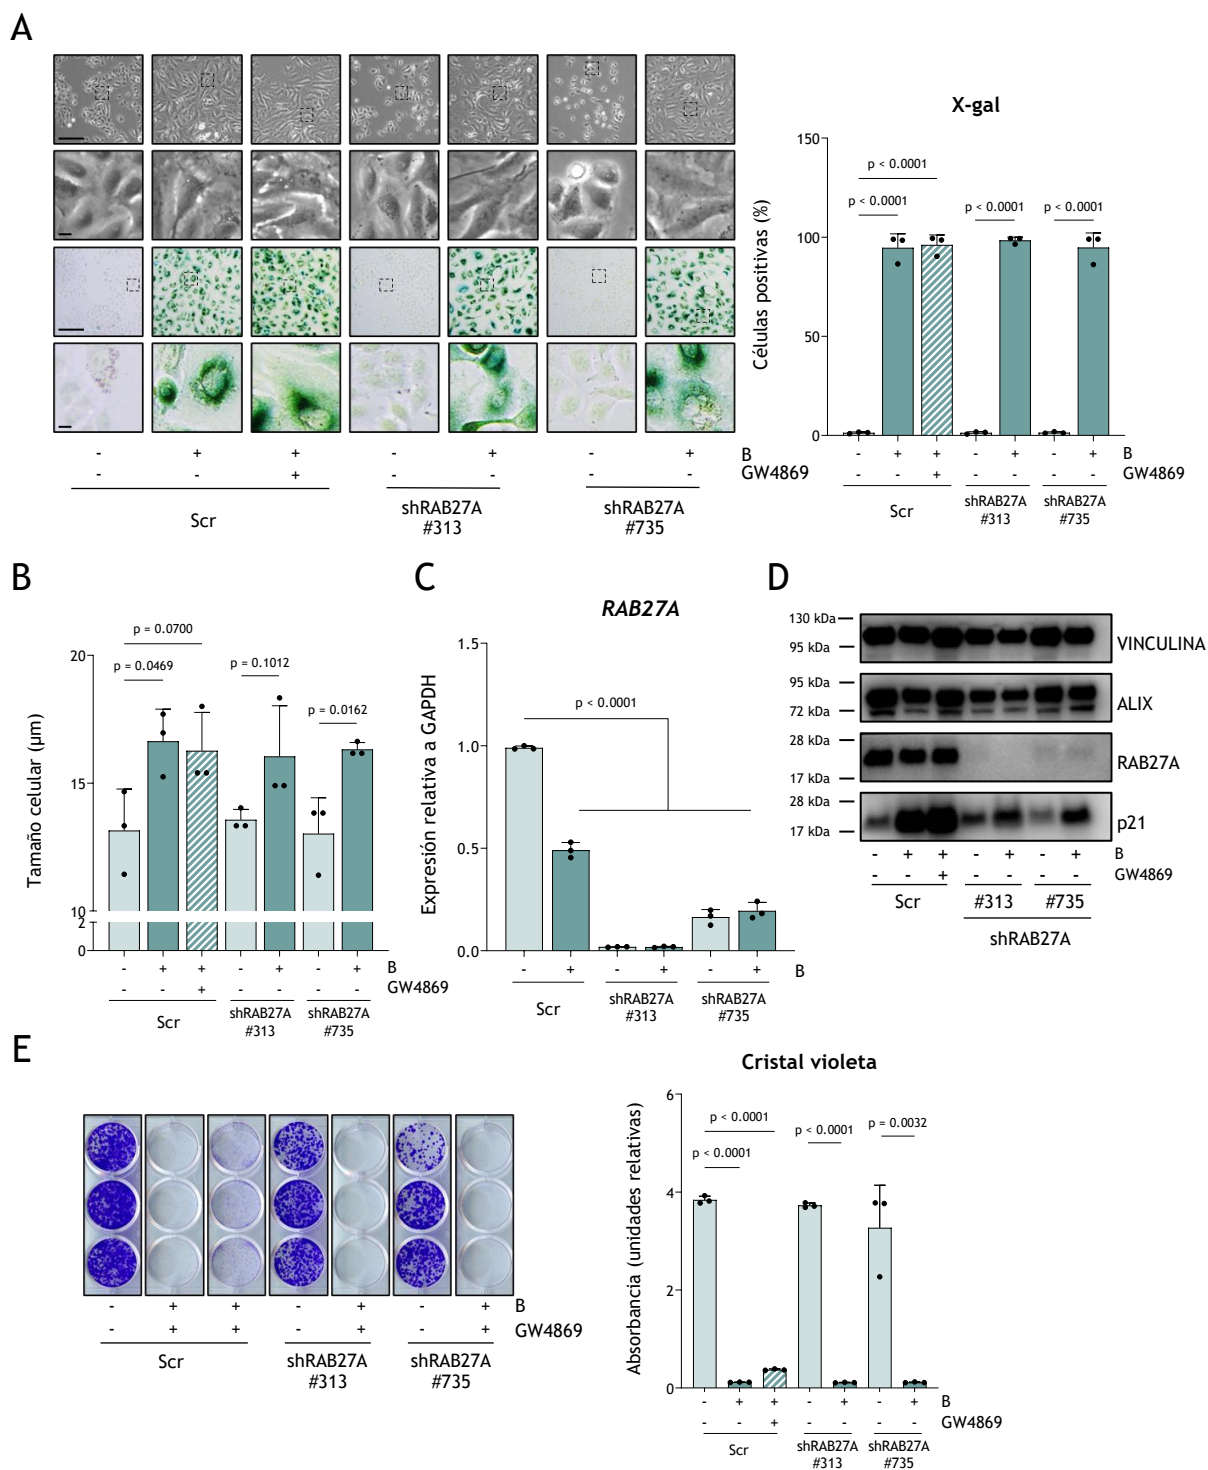 A
X-gal
Células positivas (%)
150
100
50
0
p < 0.0001
p < 0.0001
p < 0.0001
p < 0.0001
- + + - + - + B
- - + - - - - GW4869
Scr
shRAB27A
#313
shRAB27A
#735
- + + - + - + B
- - + - - - - GW4869
Scr
shRAB27A
#313
shRAB27A
#735
B
Tamaño celular (µm)
20
15
10
2
0
p = 0.0700
p = 0.0469
p = 0.1012
p = 0.0162
- + + - + - + B
- - + - - - - GW4869
Scr
shRAB27A
#313
shRAB27A
#735
C
RAB27A
Expresión relativa a GAPDH
1.5
1.0
0.5
0.0
p < 0.0001
- + - + - + B
Scr
shRAB27A
#313
shRAB27A
#735
D
130 kDa
95 kDa
VINCULINA
95 kDa
72 kDa
ALIX
28 kDa
17 kDa
RAB27A
28 kDa
17 kDa
p21
- + + - + - + B
- - + - - - - GW4869
Scr
#313
#735
shRAB27A
E
- + + - + - + B
- + + - + - + GW4869
Scr
shRAB27A
#313
shRAB27A
#735
Cristal violeta
Absorbancia (unidades relativas)
6
4
2
0
p < 0.0001
p < 0.0001
p < 0.0001
p = 0.0032
- + + - + - + B
- - + - - - - GW4869
Scr
shRAB27A
#313
shRAB27A
#735